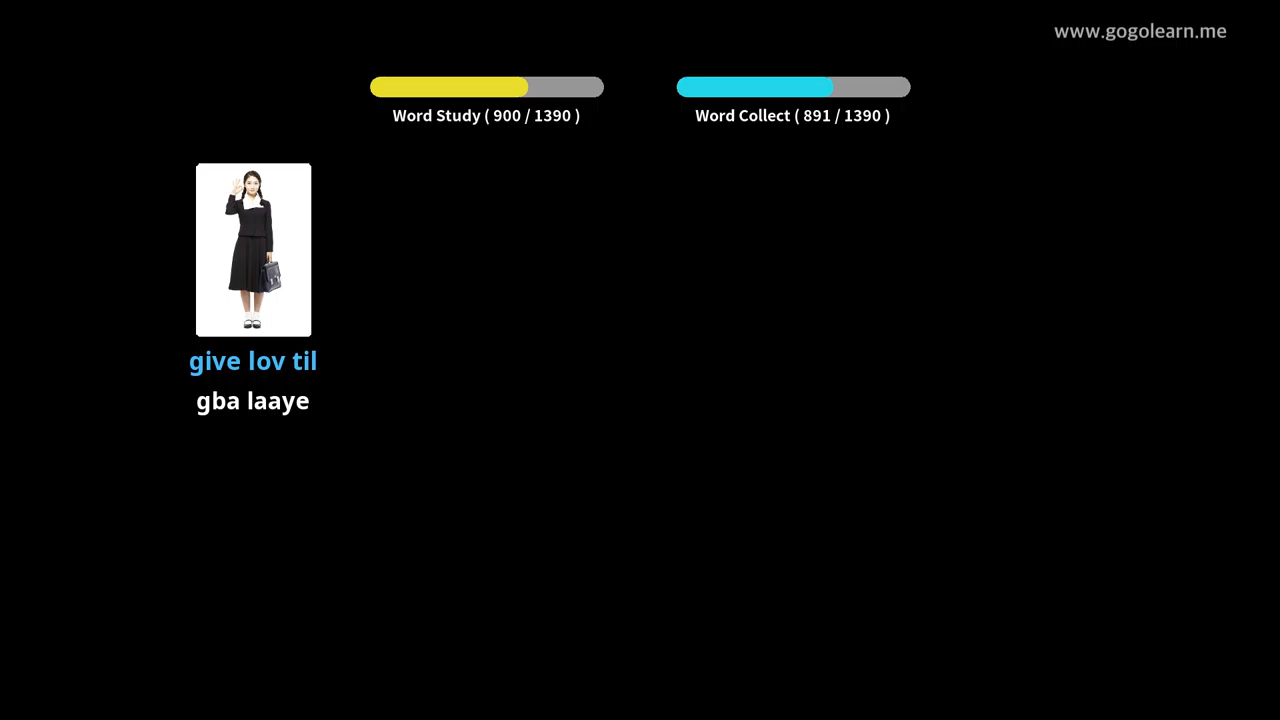 www.gogolearn.me
Word Study ( 900 / 1390 )
Word Collect ( 891 / 1390 )
give lov til
gba laaye